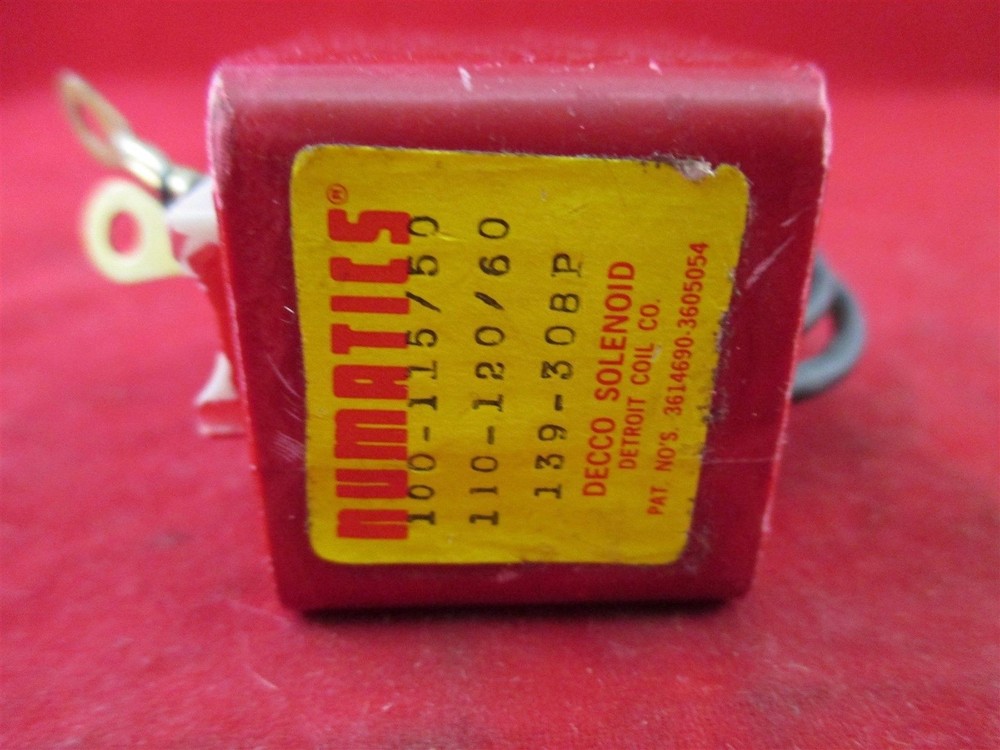 numatics®
100-115/50
110-120/60
139-308P
DECCO SOLENOID
DETROIT COIL CO.
PAT. NO'S. 3614690-3605054